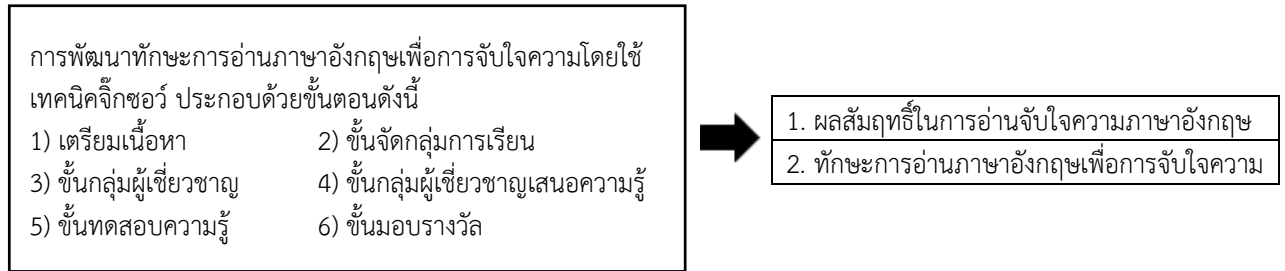 การพัฒนาทักษะการอ่านภาษาอังกฤษเพื่อการจับใจความโดยใช้
เทคนิคจิ๊กซอว์ ประกอบด้วยขั้นตอนดังนี้
1) เตรียมเนื้อหา 2) ขั้นจัดกลุ่มการเรียน
3) ขั้นกลุ่มผู้เชี่ยวชาญ 4) ขั้นกลุ่มผู้เชี่ยวชาญเสนอความรู้
5) ขั้นทดสอบความรู้ 6) ขั้นมอบรางวัล
1. ผลสัมฤทธิ์ในการอ่านจับใจความภาษาอังกฤษ
2. ทักษะการอ่านภาษาอังกฤษเพื่อการจับใจความ